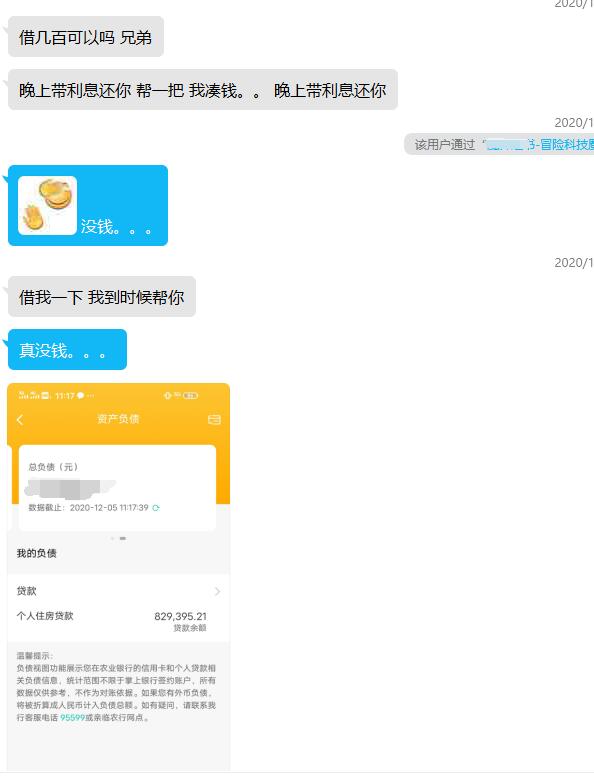 2020/1
借几百可以吗 兄弟
晚上带利息还你 帮一把 我凑钱。。 晚上带利息还你
2020/1
该用户通过
-冒险科技
没钱。。。
2020/1
借我一下 我到时候帮你
真没钱。。。
11:17
资产负债
总负债（元）
数据截止：2020-12-05 11:17:39
我的负债
贷款
个人住房贷款 829,395.21
贷款余额
温馨提示：
负债视图功能展示您在农业银行的信用卡和个人贷款相
关负债信息，统计范围不限于掌上银行签约账户，所有
数据仅供参考，不作为对账依据。如果您有外币负债，
将被折算成人民币计入负债总额。如有疑问，请联系我
行客服电话 95599或亲临农行网点。